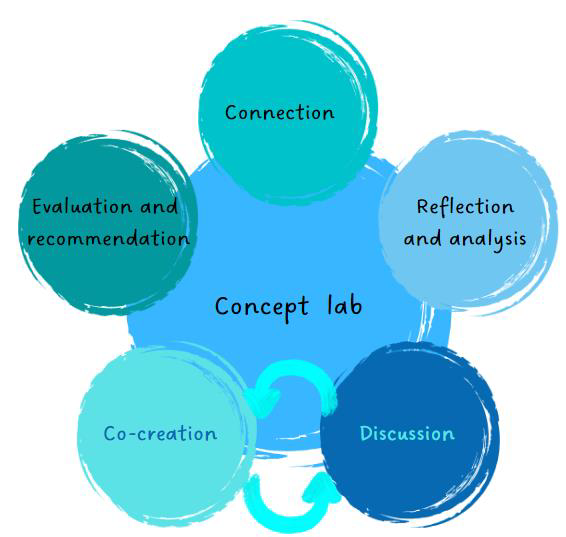 Connection
Evaluation and
recommendation
Reflection
and analysis
Concept lab
Co-creation
Discussion